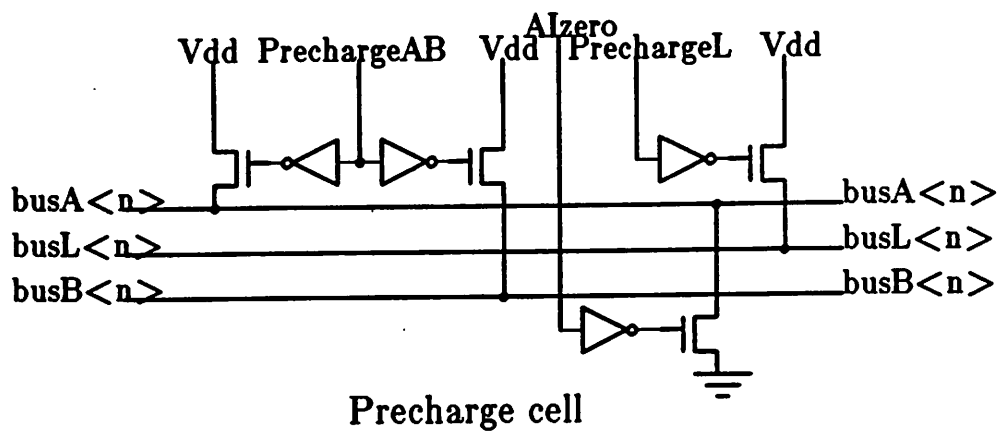 AIzero
Vdd PrechargeAB Vdd PrechargeL Vdd
busA<n> busA<n>
busL<n> busL<n>
busB<n> busB<n>
Precharge cell